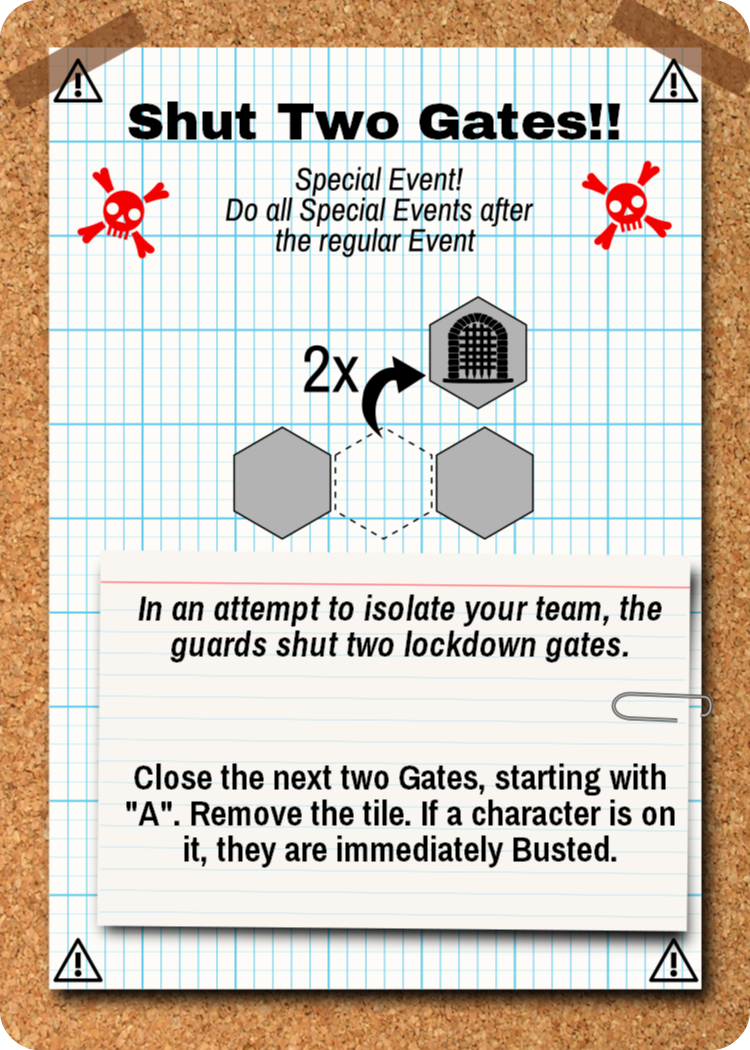 Shut Two Gates!!
Special Event!
Do all Special Events after
the regular Event
2x
In an attempt to isolate your team, the
guards shut two lockdown gates.
Close the next two Gates, starting with
"A". Remove the tile. If a character is on
it, they are immediately Busted.